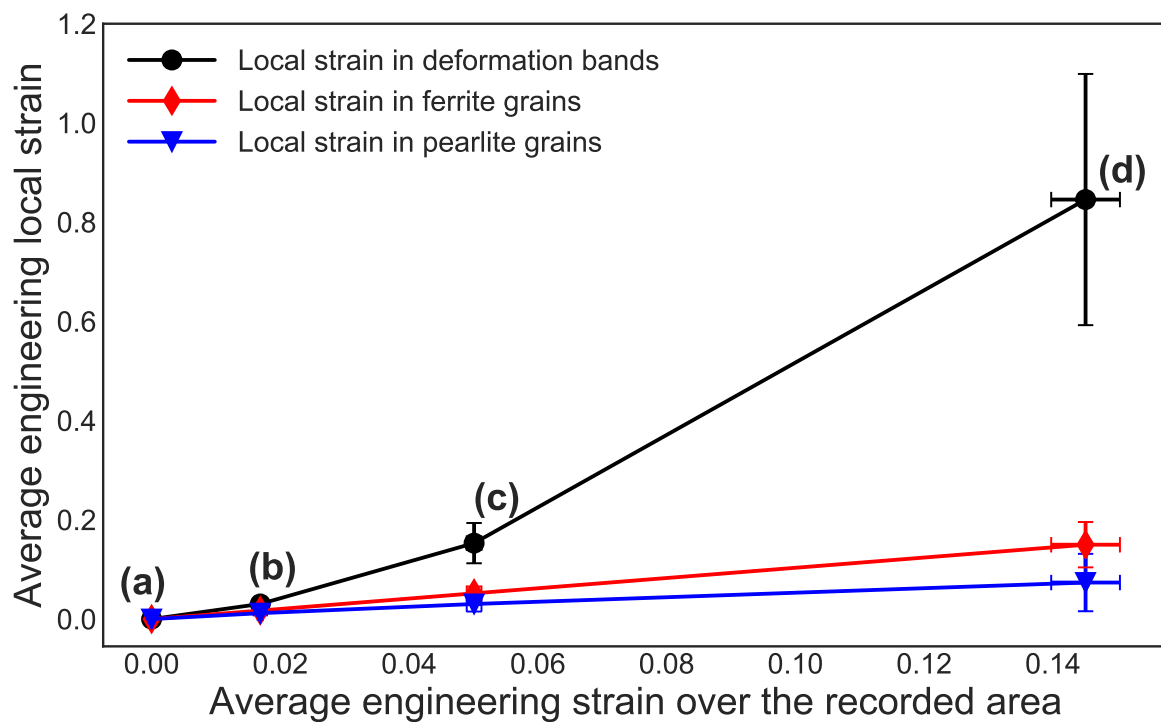 1.2
1.0
0.8
0.6
0.4
0.2
0.0
Average engineering local strain
Local strain in deformation bands
Local strain in ferrite grains
Local strain in pearlite grains
(a)
(b)
(c)
(d)
0.00 0.02 0.04 0.06 0.08 0.10 0.12 0.14
Average engineering strain over the recorded area